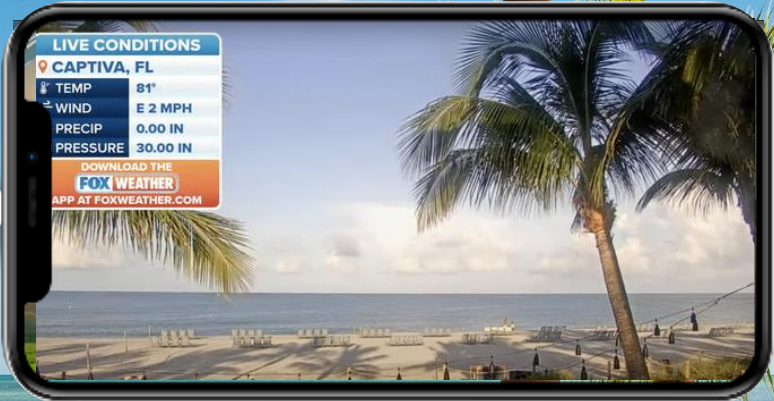 LIVE CONDITIONS
CAPTIVA, FL
TEMP 81°
WIND E 2 MPH
PRECIP 0.00 IN
PRESSURE 30.00 IN
DOWNLOAD THE
FOX WEATHER
APP AT FOXWEATHER.COM